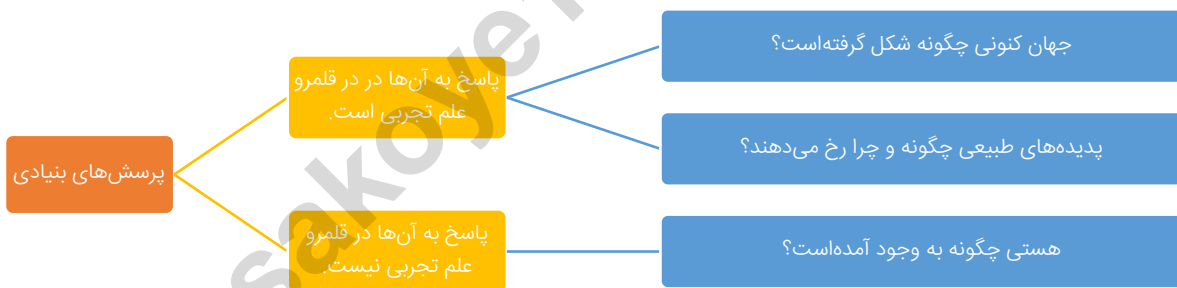 پرسش‌های بنیادی
پاسخ به آن‌ها در در قلمرو
علم تجربی است.
جهان کنونی چگونه شکل گرفته‌است؟
پدیده‌های طبیعی چگونه و چرا رخ می‌دهند؟
پاسخ به آن‌ها در قلمرو
علم تجربی نیست.
هستی چگونه به وجود آمده‌است؟
sakoye